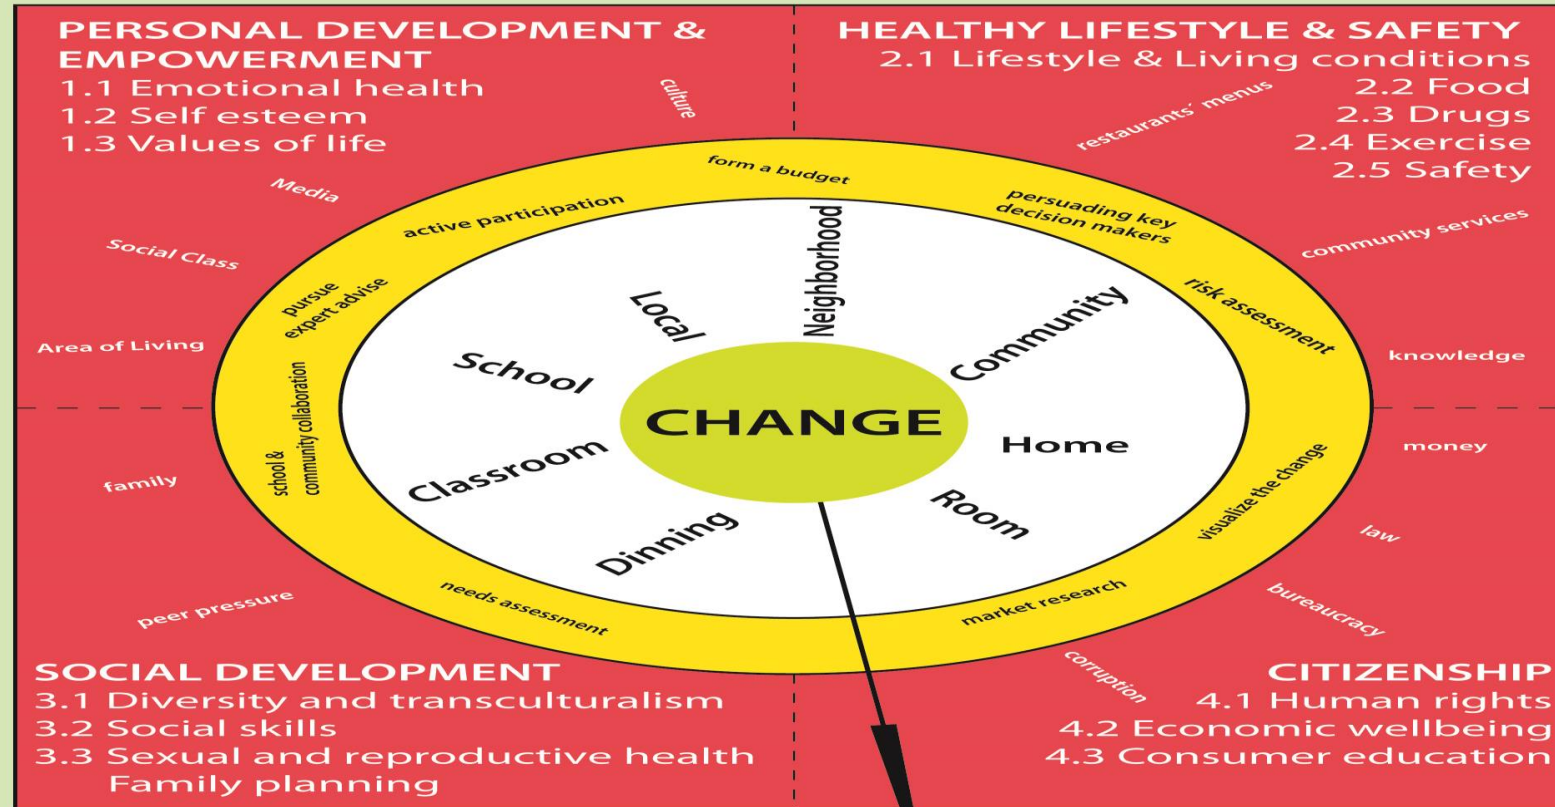 PERSONAL DEVELOPMENT &
EMPOWERMENT
1.1 Emotional health
1.2 Self esteem
1.3 Values of life
HEALTHY LIFESTYLE & SAFETY
2.1 Lifestyle & Living conditions
2.2 Food
2.3 Drugs
2.4 Exercise
2.5 Safety
culture
Media
Social Class
Area of Living
restaurants´ menus
community services
knowledge
form a budget
active participation
persuading key
decision makers
pursue
expert advise
risk assessment
school &
community collaboration
visualize the change
needs assessment
market research
Neighborhood
Local
Community
School
CHANGE
Home
Classroom
Room
Dinning
family
peer pressure
money
law
bureaucracy
corruption
SOCIAL DEVELOPMENT
3.1 Diversity and transculturalism
3.2 Social skills
3.3 Sexual and reproductive health
Family planning
CITIZENSHIP
4.1 Human rights
4.2 Economic wellbeing
4.3 Consumer education